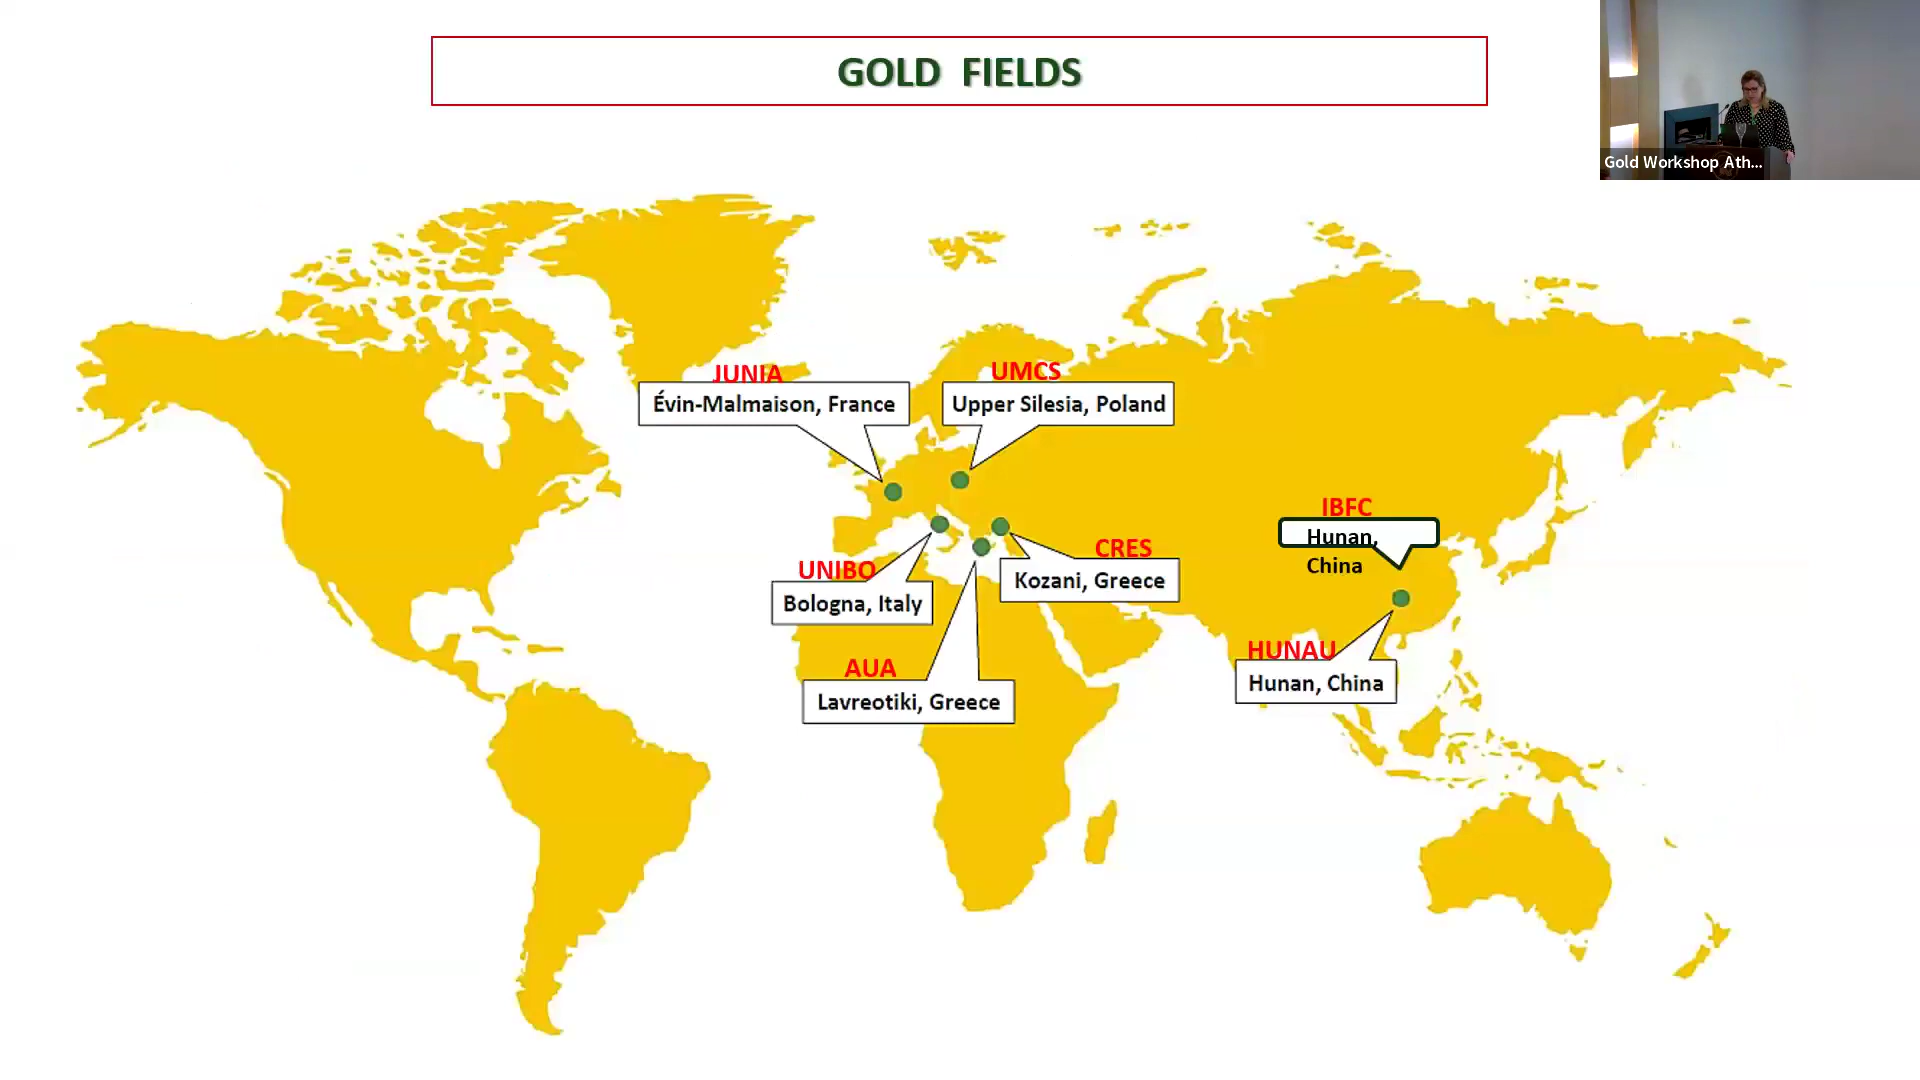 GOLD FIELDS
Gold Workshop Ath...
JUNIA
Évin-Malmaison, France
UMCS
Upper Silesia, Poland
IBFC
Hunan,
China
CRES
Kozani, Greece
UNIBO
Bologna, Italy
AUA
Lavreotiki, Greece
HUNAU
Hunan, China